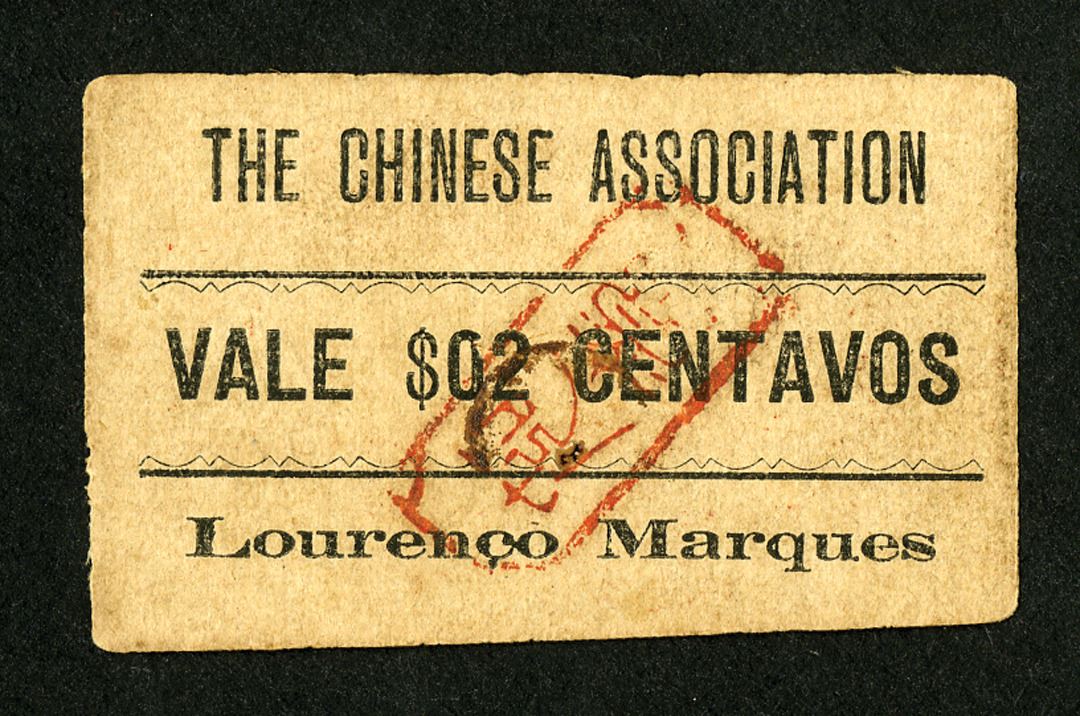 THE CHINESE ASSOCIATION
VALE $02 CENTAVOS
Lourenço Marques